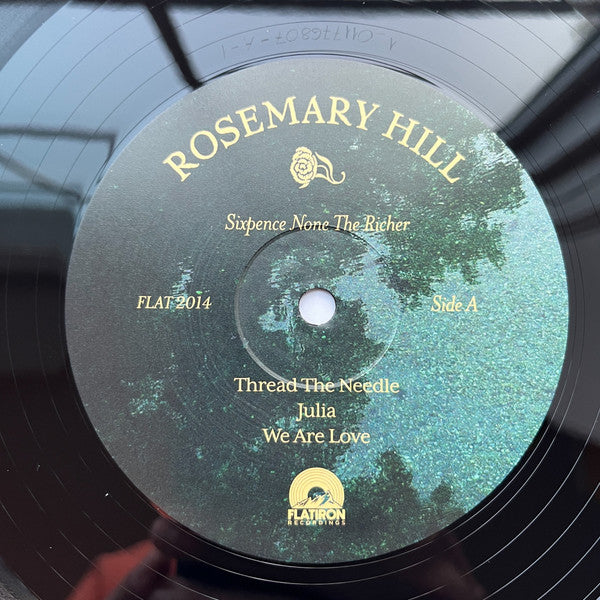 ROSEMARY HILL
Sixpence None The Richer
FLAT 2014
Side A
Thread The Needle
Julia
We Are Love
FLATIRON
RECORDINGS